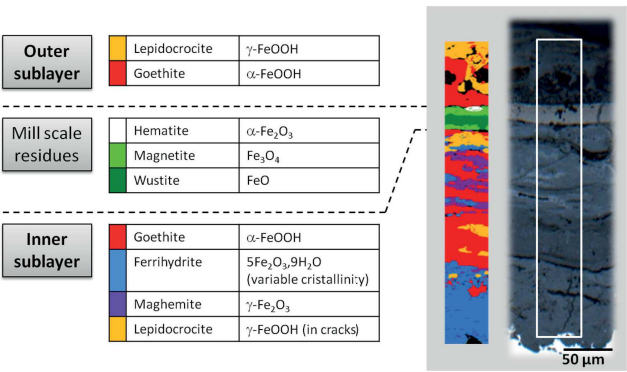 Outer
sublayer
Lepidocrocite γ-FeOOH
Goethite α-FeOOH
Mill scale
residues
Hematite α-Fe₂O₃
Magnetite Fe₃O₄
Wustite FeO
Inner
sublayer
Goethite α-FeOOH
Ferrihydrite 5Fe₂O₃,9H₂O
(variable cristallinity)
Maghemite γ-Fe₂O₃
Lepidocrocite γ-FeOOH (in cracks)
50 µm